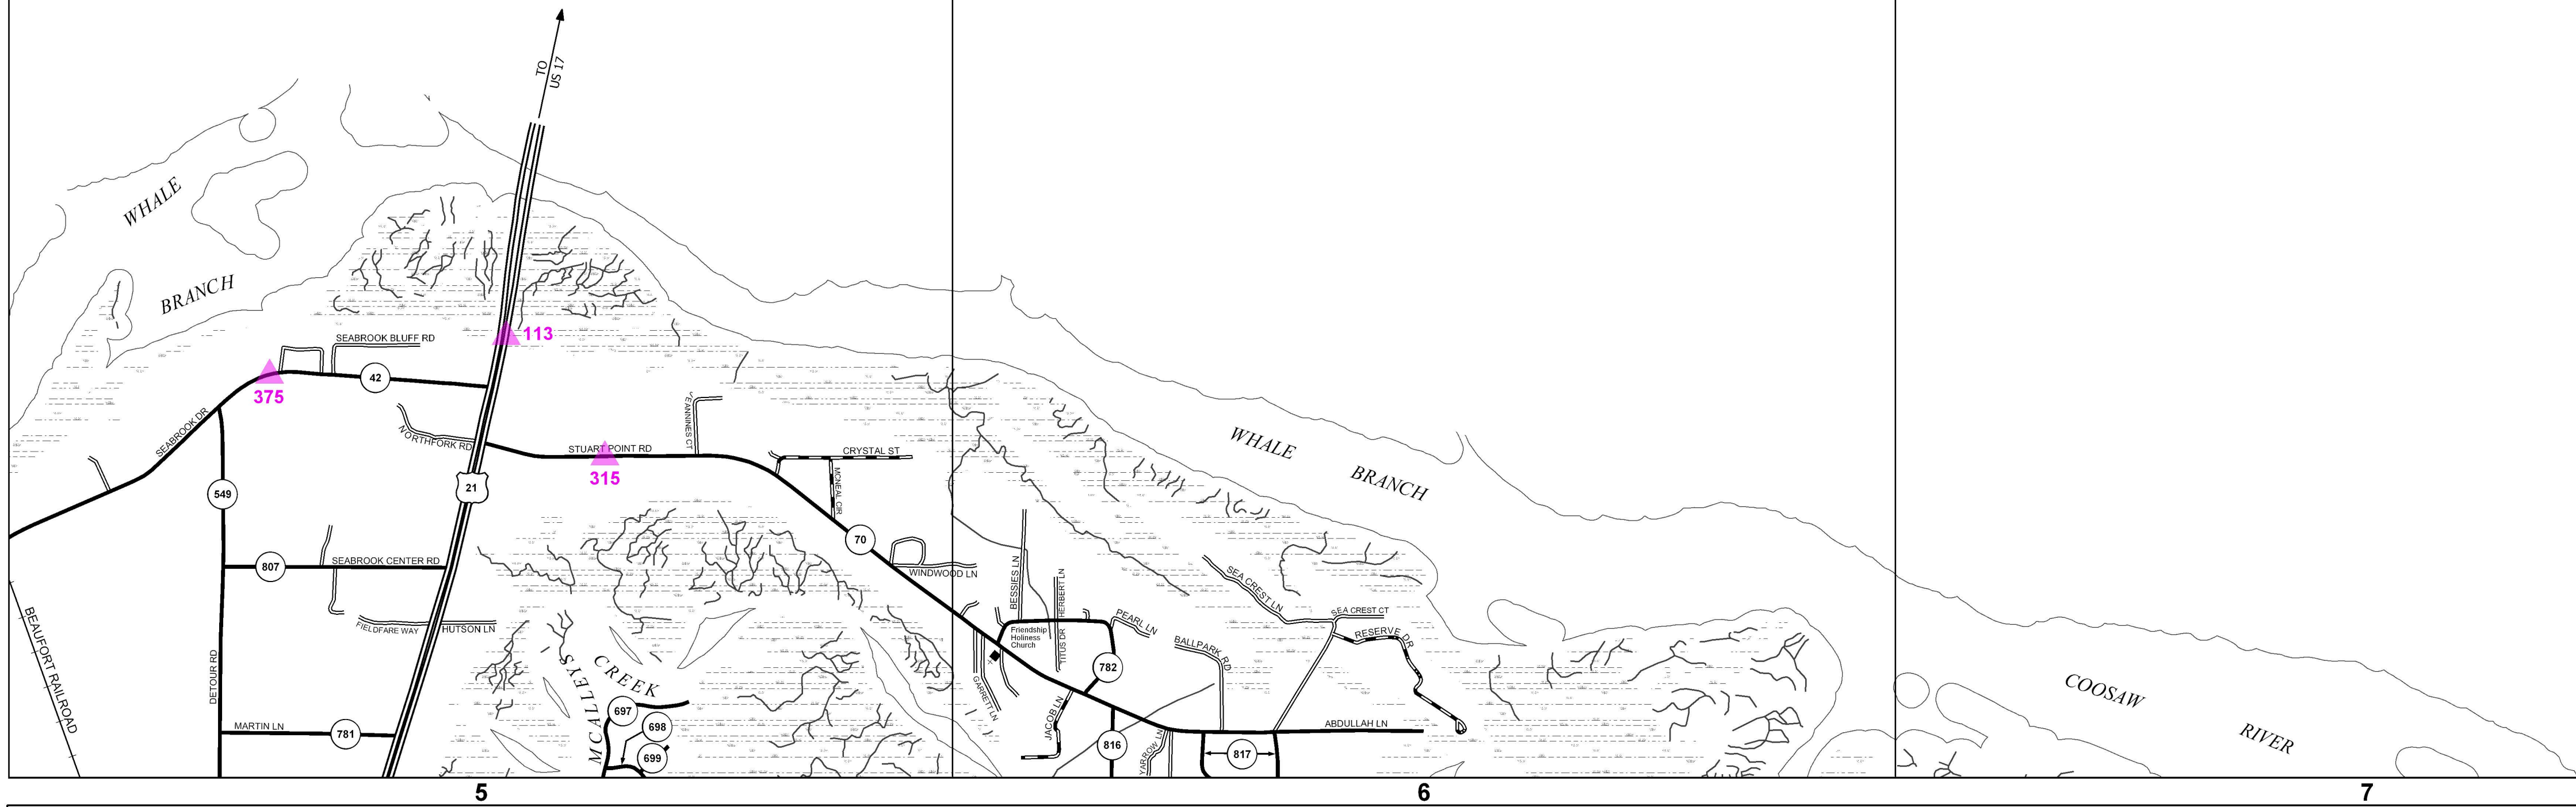 TO
US 17
WHALE
BRANCH
113
SEABROOK BLUFF RD
375
42
SEABROOK DR
NORTHFORK RD
STUART POINT RD
315
EANNINES CT
CRYSTAL ST
MCNEAL CIR
549
21
70
807
SEABROOK CENTER RD
WINDWOOD LN
FIELDFARE WAY
HUTSON LN
BEAUFORT RAILROAD
DETOUR RD
MARTIN LN
781
MCALLEYS
CREEK
697
698
699
WHALE
BRANCH
BESSIES LN
HERBERT LN
TITUS DR
PEARL LN
Friendship
Holiness
Church
GARRETT LN
782
JACOB LN
816
YARROW LN
BALLPARK RD
SEA CREST LN
SEA CREST CT
RESERVE DR
ABDULLAH LN
817
COOSAW
RIVER
5
6
7